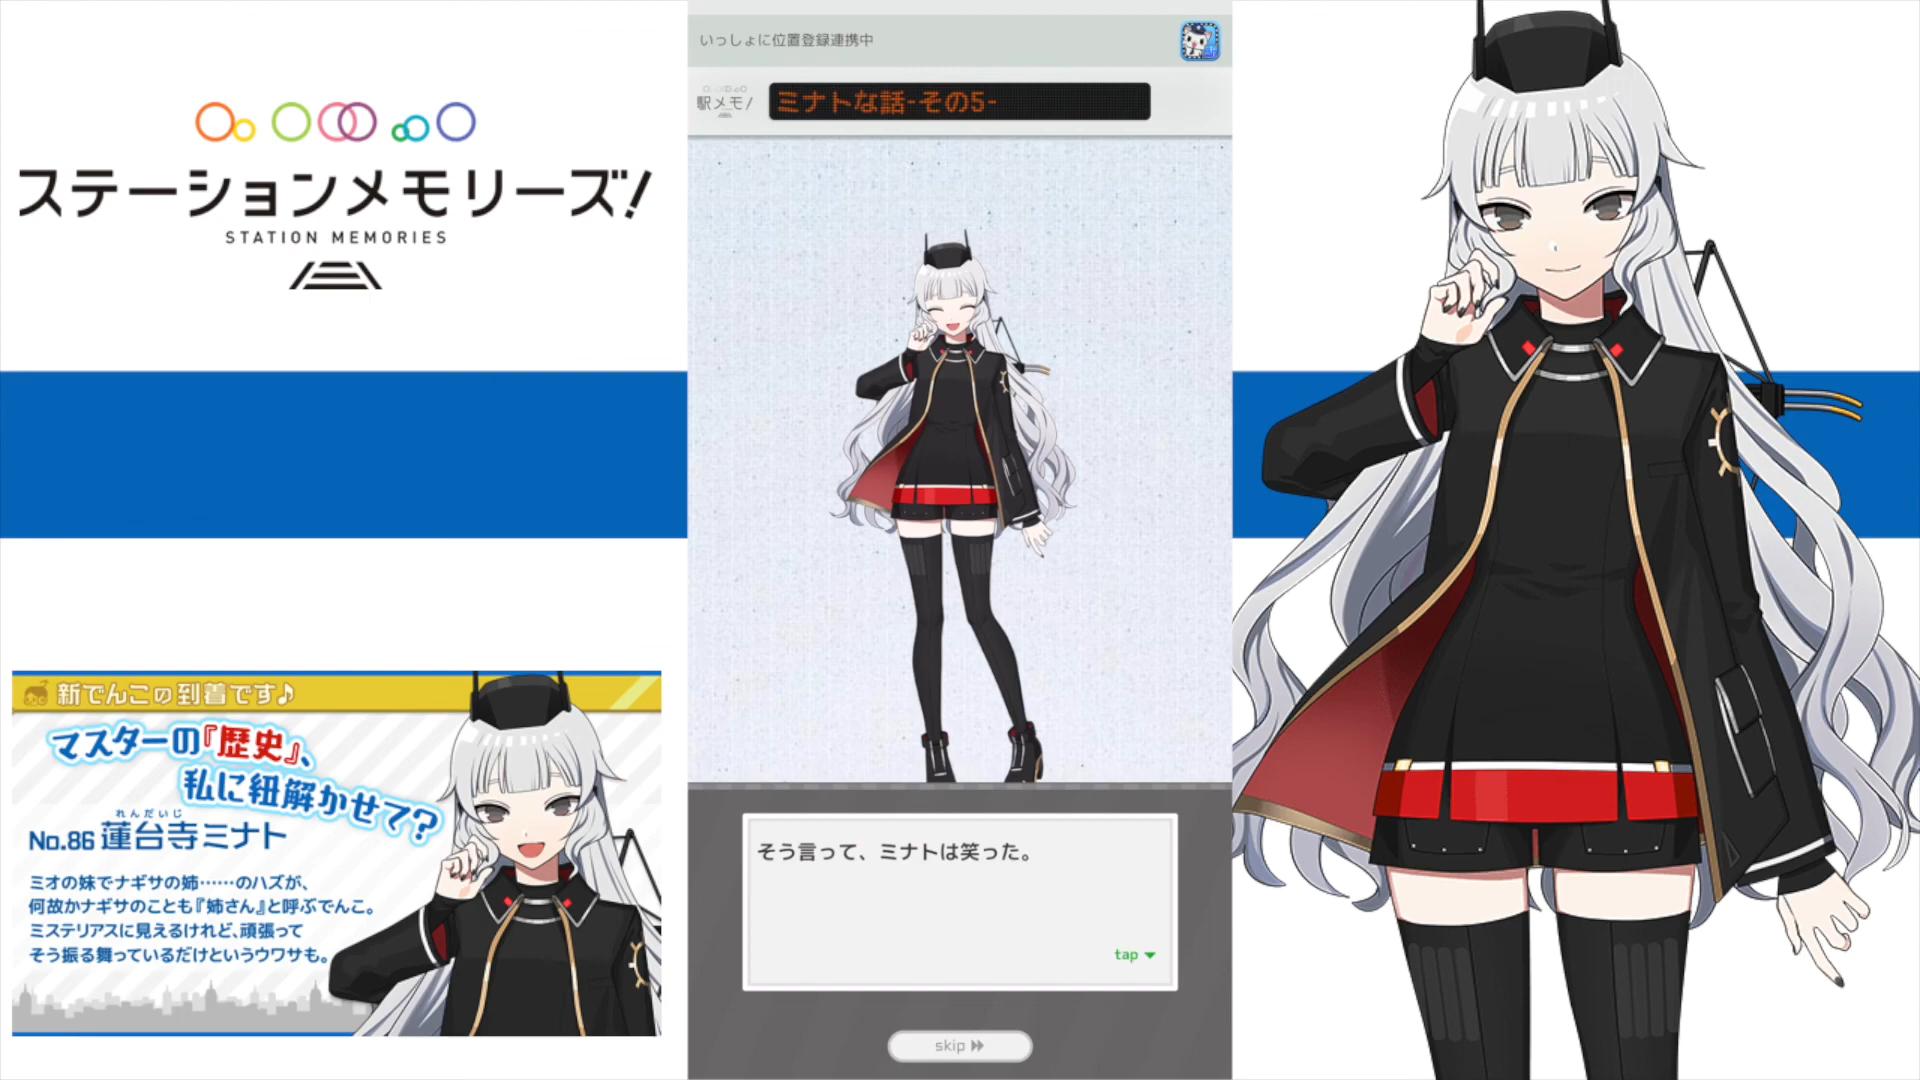 ステーションメモリーズ!
STATION MEMORIES
新でんこの到着です♪
マスターの『歴史』、
私に紐解かせて?
れんだいじ
No.86 蓮台寺ミナト
ミオの妹でナギサの姉……のハズが、
何故かナギサのことも『姉さん』と呼ぶでんこ。
ミステリアスに見えるけれど、頑張って
そう振る舞っているだけというウワサも。
いっしょに位置登録連携中
駅メモ!
ミナトな話-その5-
そう言って、ミナトは笑った。
tap
skip